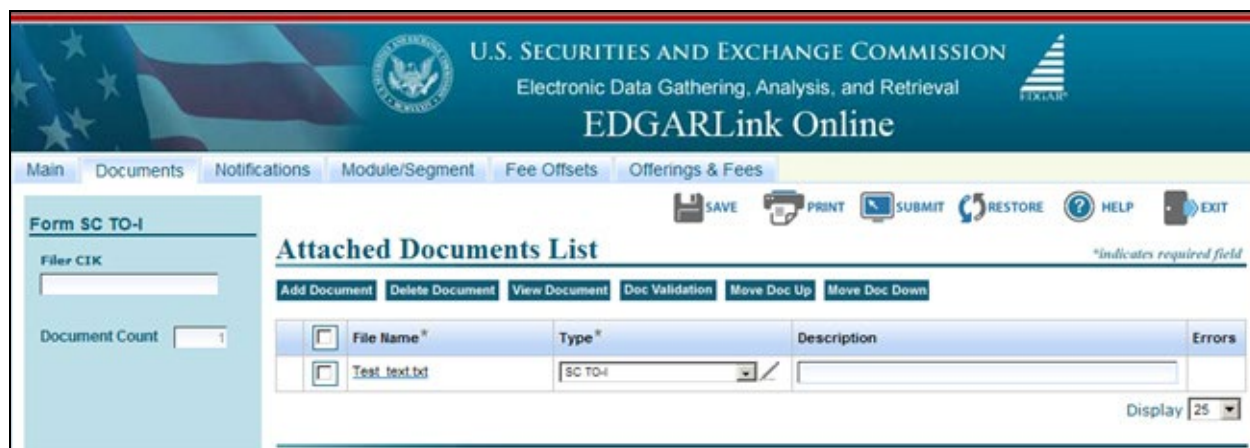 U.S. SECURITIES AND EXCHANGE COMMISSION
Electronic Data Gathering, Analysis, and Retrieval
EDGAR®
EDGARLink Online
Main Documents Notifications Module/Segment Fee Offsets Offerings & Fees
SAVE PRINT SUBMIT RESTORE HELP EXIT
Form SC TO-I
Filer CIK
Document Count 1
Attached Documents List
*indicates required field
Add Document Delete Document View Document Doc Validation Move Doc Up Move Doc Down
File Name* Type* Description Errors
Test_text.txt SC TO-I
Display 25